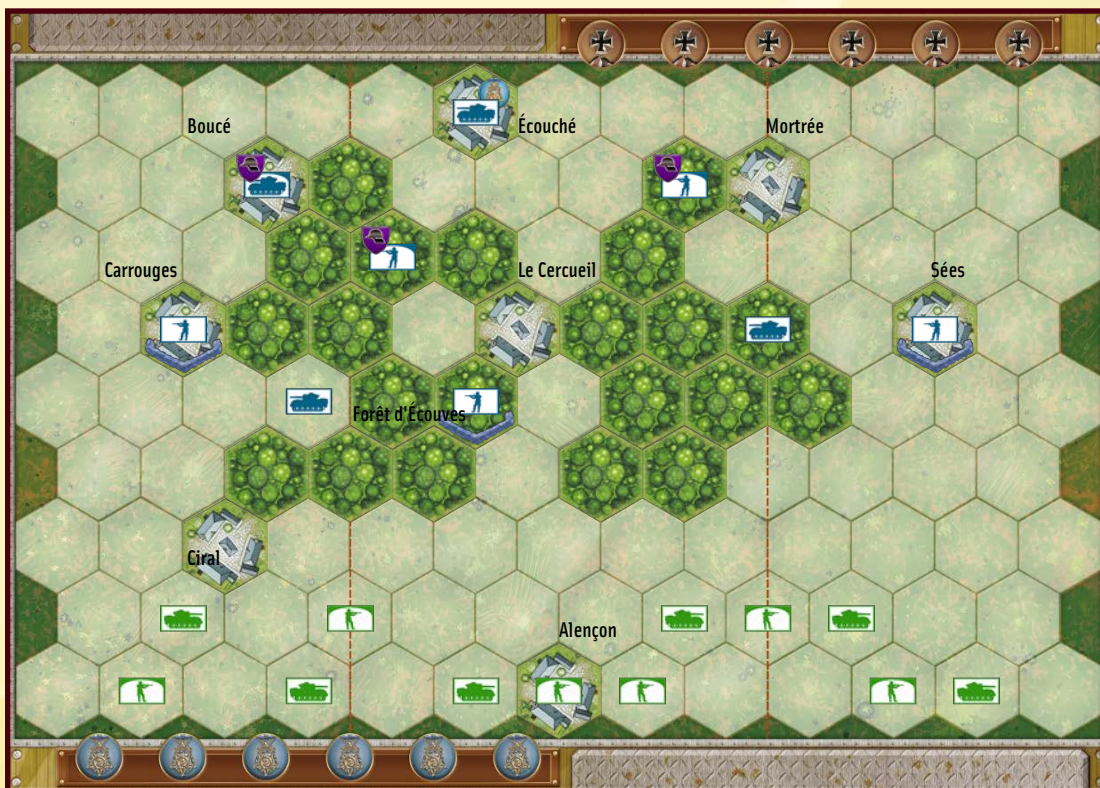 Boucé
Écouché
Mortrée
Carrouges
Le Cercueil
Sées
Forêt d'Écouves
Ciral
Alençon